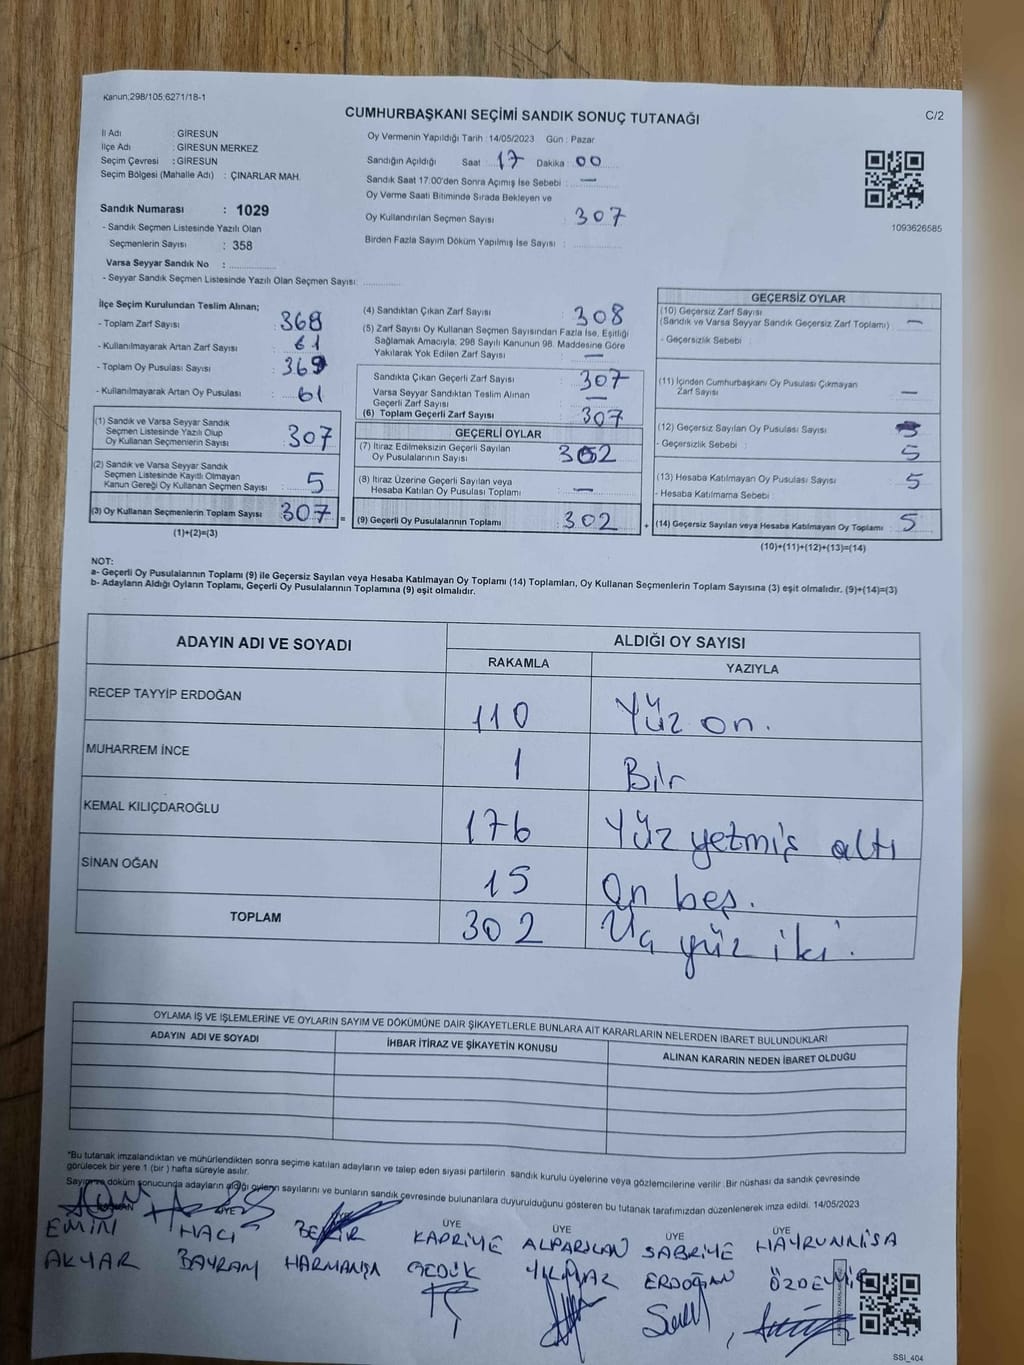 Kanun;298/105;6271/18-1
C/2
CUMHURBAŞKANI SEÇİMİ SANDIK SONUÇ TUTANAĞI
İl Adı : GİRESUN
İlçe Adı : GİRESUN MERKEZ
Seçim Çevresi : GİRESUN
Seçim Bölgesi (Mahalle Adı) : ÇINARLAR MAH.
Oy Vermenin Yapıldığı Tarih :14/05/2023 Gün : Pazar
Sandığın Açıldığı Saat : 17 Dakika : 00
Sandık Saat 17:00'den Sonra Açımış İse Sebebi : —
Oy Verme Saati Bitiminde Sırada Bekleyen ve
Oy Kullandırılan Seçmen Sayısı : 307
Birden Fazla Sayım Döküm Yapılmış İse Sayısı :
1093626585
Sandık Numarası : 1029
- Sandık Seçmen Listesinde Yazılı Olan
Seçmenlerin Sayısı : 358
Varsa Seyyar Sandık No :
- Seyyar Sandık Seçmen Listesinde Yazılı Olan Seçmen Sayısı:
İlçe Seçim Kurulundan Teslim Alınan;
- Toplam Zarf Sayısı : 368
- Kullanılmayarak Artan Zarf Sayısı : 61
- Toplam Oy Pusulası Sayısı : 369
- Kullanılmayarak Artan Oy Pusulası : 61
(1) Sandık ve Varsa Seyyar Sandık
Seçmen Listesinde Yazılı Olup
Oy Kullanan Seçmenlerin Sayısı : 307
(2) Sandık ve Varsa Seyyar Sandık
Seçmen Listesinde Kayıtlı Olmayan
Kanun Gereği Oy Kullanan Seçmen Sayısı : 5
(3) Oy Kullanan Seçmenlerin Toplam Sayısı : 307
(1)+(2)=(3)
(4) Sandıktan Çıkan Zarf Sayısı : 308
(5) Zarf Sayısı Oy Kullanan Seçmen Sayısından Fazla İse, Eşitliği
Sağlamak Amacıyla; 298 Sayılı Kanunun 98. Maddesine Göre
Yakılarak Yok Edilen Zarf Sayısı : —
Sandıkta Çıkan Geçerli Zarf Sayısı : 307
Varsa Seyyar Sandıktan Teslim Alınan
Geçerli Zarf Sayısı : —
(6) Toplam Geçerli Zarf Sayısı : 307
GEÇERLİ OYLAR
(7) İtiraz Edilmeksizin Geçerli Sayılan
Oy Pusulalarının Sayısı : 302
(8) İtiraz Üzerine Geçerli Sayılan veya
Hesaba Katılan Oy Pusulası Toplamı : —
= (9) Geçerli Oy Pusulalarının Toplamı : 302
GEÇERSİZ OYLAR
(10) Geçersiz Zarf Sayısı
(Sandık ve Varsa Seyyar Sandık Geçersiz Zarf Toplamı) : —
- Geçersizlik Sebebi :
(11) İçinden Cumhurbaşkanı Oy Pusulası Çıkmayan
Zarf Sayısı : —
(12) Geçersiz Sayılan Oy Pusulası Sayısı :
- Geçersizlik Sebebi : 5
(13) Hesaba Katılmayan Oy Pusulası Sayısı : 5
- Hesaba Katılmama Sebebi :
+ (14) Geçersiz Sayılan veya Hesaba Katılmayan Oy Toplamı : 5
(10)+(11)+(12)+(13)=(14)
NOT:
a- Geçerli Oy Pusulalarının Toplamı (9) ile Geçersiz Sayılan veya Hesaba Katılmayan Oy Toplamı (14) Toplamları, Oy Kullanan Seçmenlerin Toplam Sayısına (3) eşit olmalıdır. (9)+(14)=(3)
b- Adayların Aldığı Oyların Toplamı, Geçerli Oy Pusulalarının Toplamına (9) eşit olmalıdır.
ADAYIN ADI VE SOYADI ALDIĞI OY SAYISI
RAKAMLA YAZIYLA
RECEP TAYYİP ERDOĞAN 110 Yüz on.
MUHARREM İNCE 1 Bir
KEMAL KILIÇDAROĞLU 176 Yüz yetmiş altı
SİNAN OĞAN 15 On beş.
TOPLAM 302 Üç yüz iki.
OYLAMA İŞ VE İŞLEMLERİNE VE OYLARIN SAYIM VE DÖKÜMÜNE DAİR ŞİKAYETLERLE BUNLARA AİT KARARLARIN NELERDEN İBARET BULUNDUKLARI
ADAYIN ADI VE SOYADI İHBAR İTİRAZ VE ŞİKAYETİN KONUSU ALINAN KARARIN NEDEN İBARET OLDUĞU
*Bu tutanak imzalandıktan ve mühürlendikten sonra seçime katılan adayların ve talep eden siyasi partilerin sandık kurulu üyelerine veya gözlemcilerine verilir .Bir nüshası da sandık çevresinde
görülecek bir yere 1 (bir ) hafta süreyle asılır.
Sayım ve döküm sonucunda adayların aldığı oyların sayılarını ve bunların sandık çevresinde bulunanlara duyurulduğunu gösteren bu tutanak tarafımızdan düzenlenerek imza edildi. 14/05/2023
ÜYE ÜYE ÜYE ÜYE ÜYE
EMİN HACI BEKİR KADRİYE ALPARSLAN SABRİYE HAYRUNNİSA
AKYAR BAYRAM HARMANŞA GEDİK YILMAZ ERDOĞAN ÖZDEMİR
SSİ_404